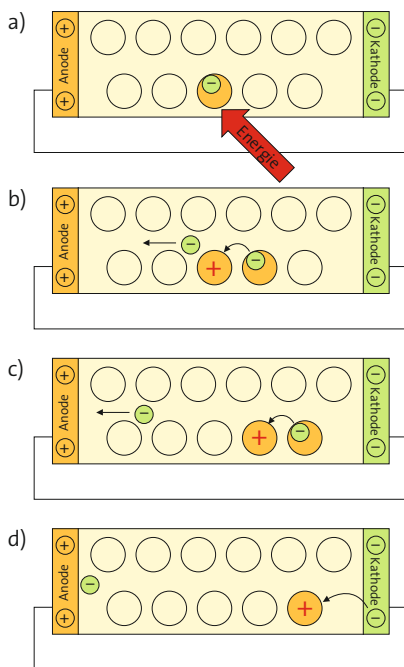 a)
+
Anode
+
−
Energie
−
Kathode
−
b)
+
Anode
+
−
+
−
−
Kathode
−
c)
+
Anode
+
−
+
−
−
Kathode
−
d)
+
Anode
+
−
+
−
Kathode
−